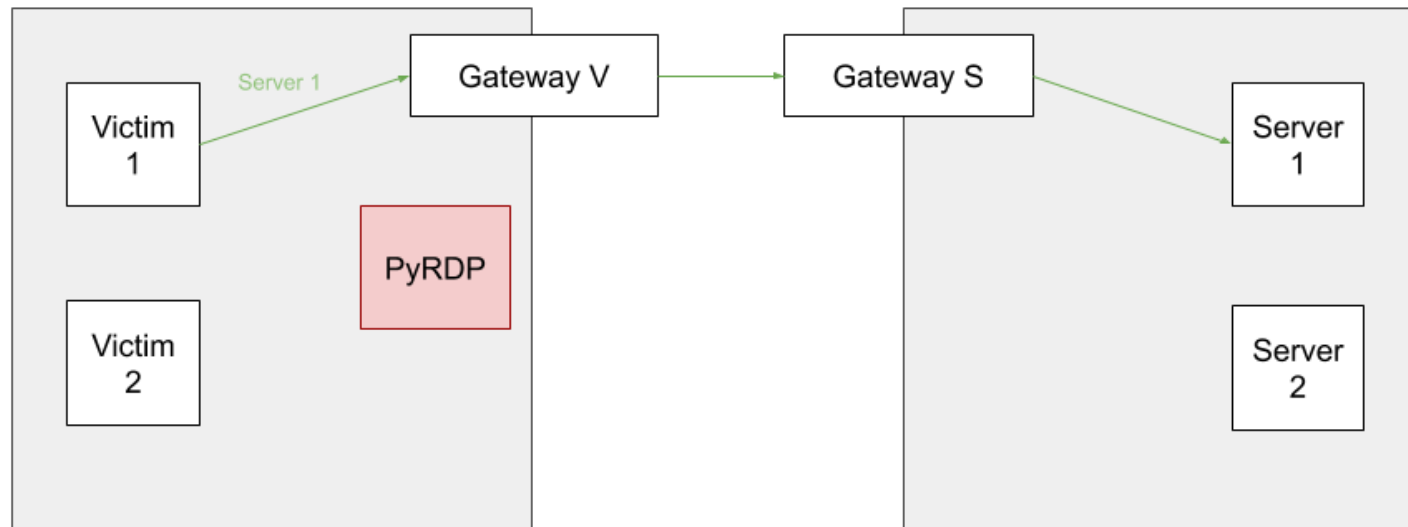 Server 1
Gateway V
Gateway S
Victim
1
Server
1
PyRDP
Victim
2
Server
2